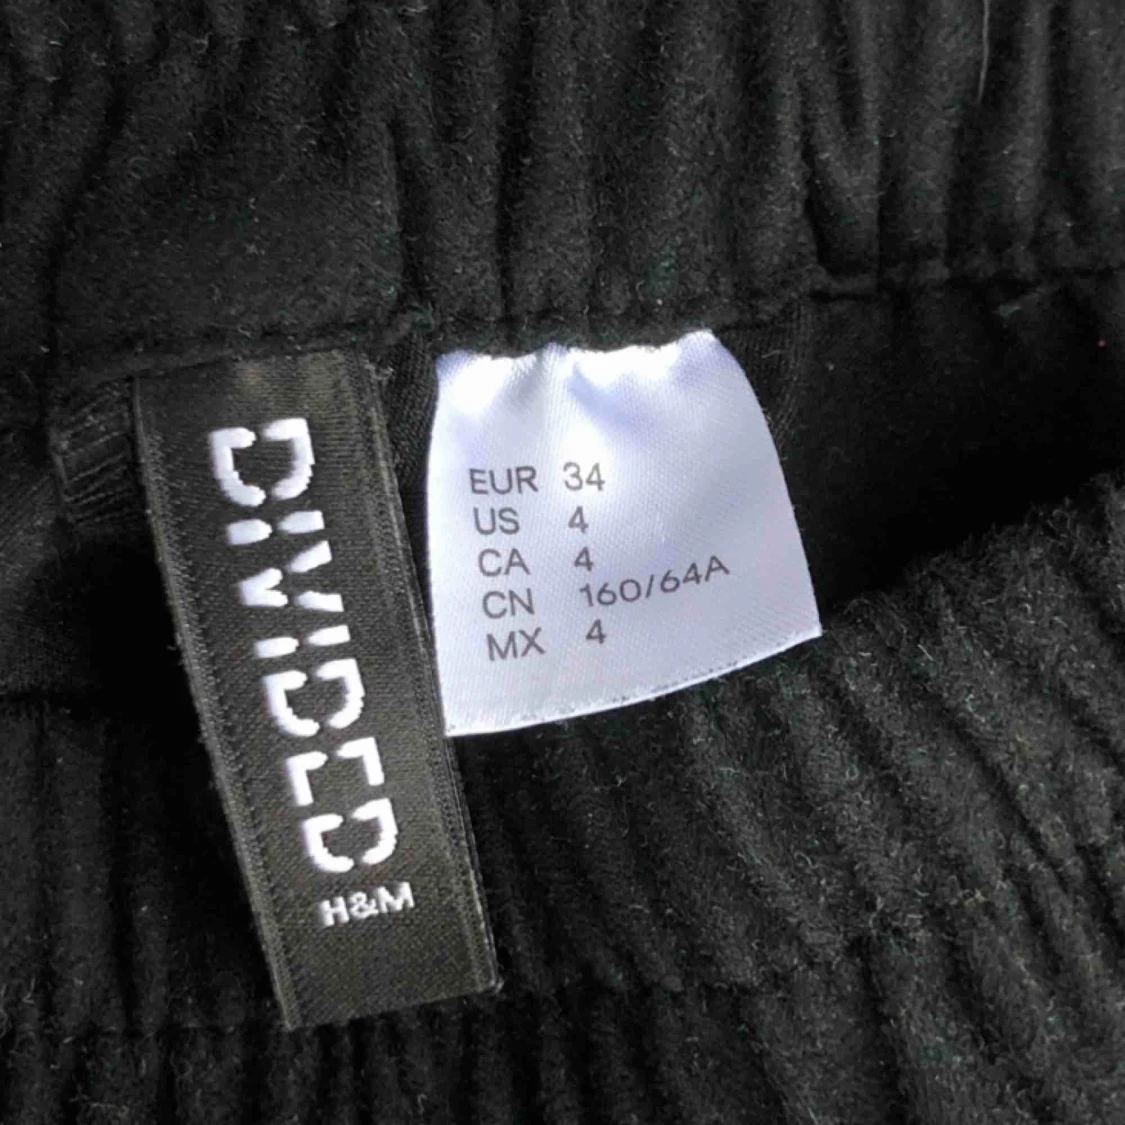 DIVIDED
H&M
EUR 34
US 4
CA 4
CN 160/64A
MX 4